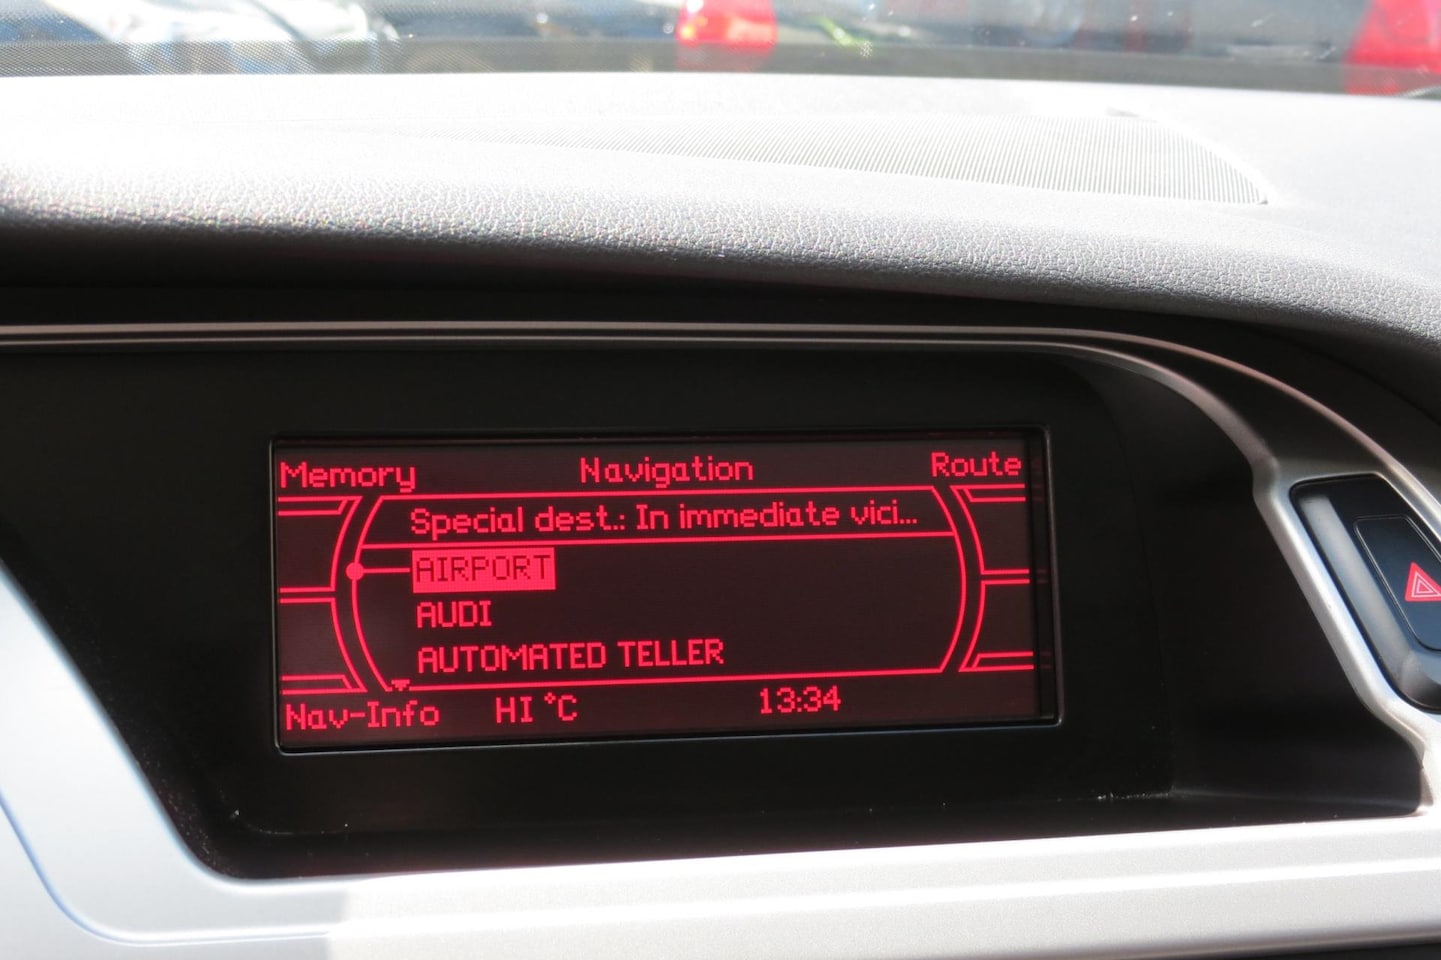 Memory Navigation Route
Special dest.: In immediate vici...
AIRPORT
AUDI
AUTOMATED TELLER
Nav-Info HI °C 13:34